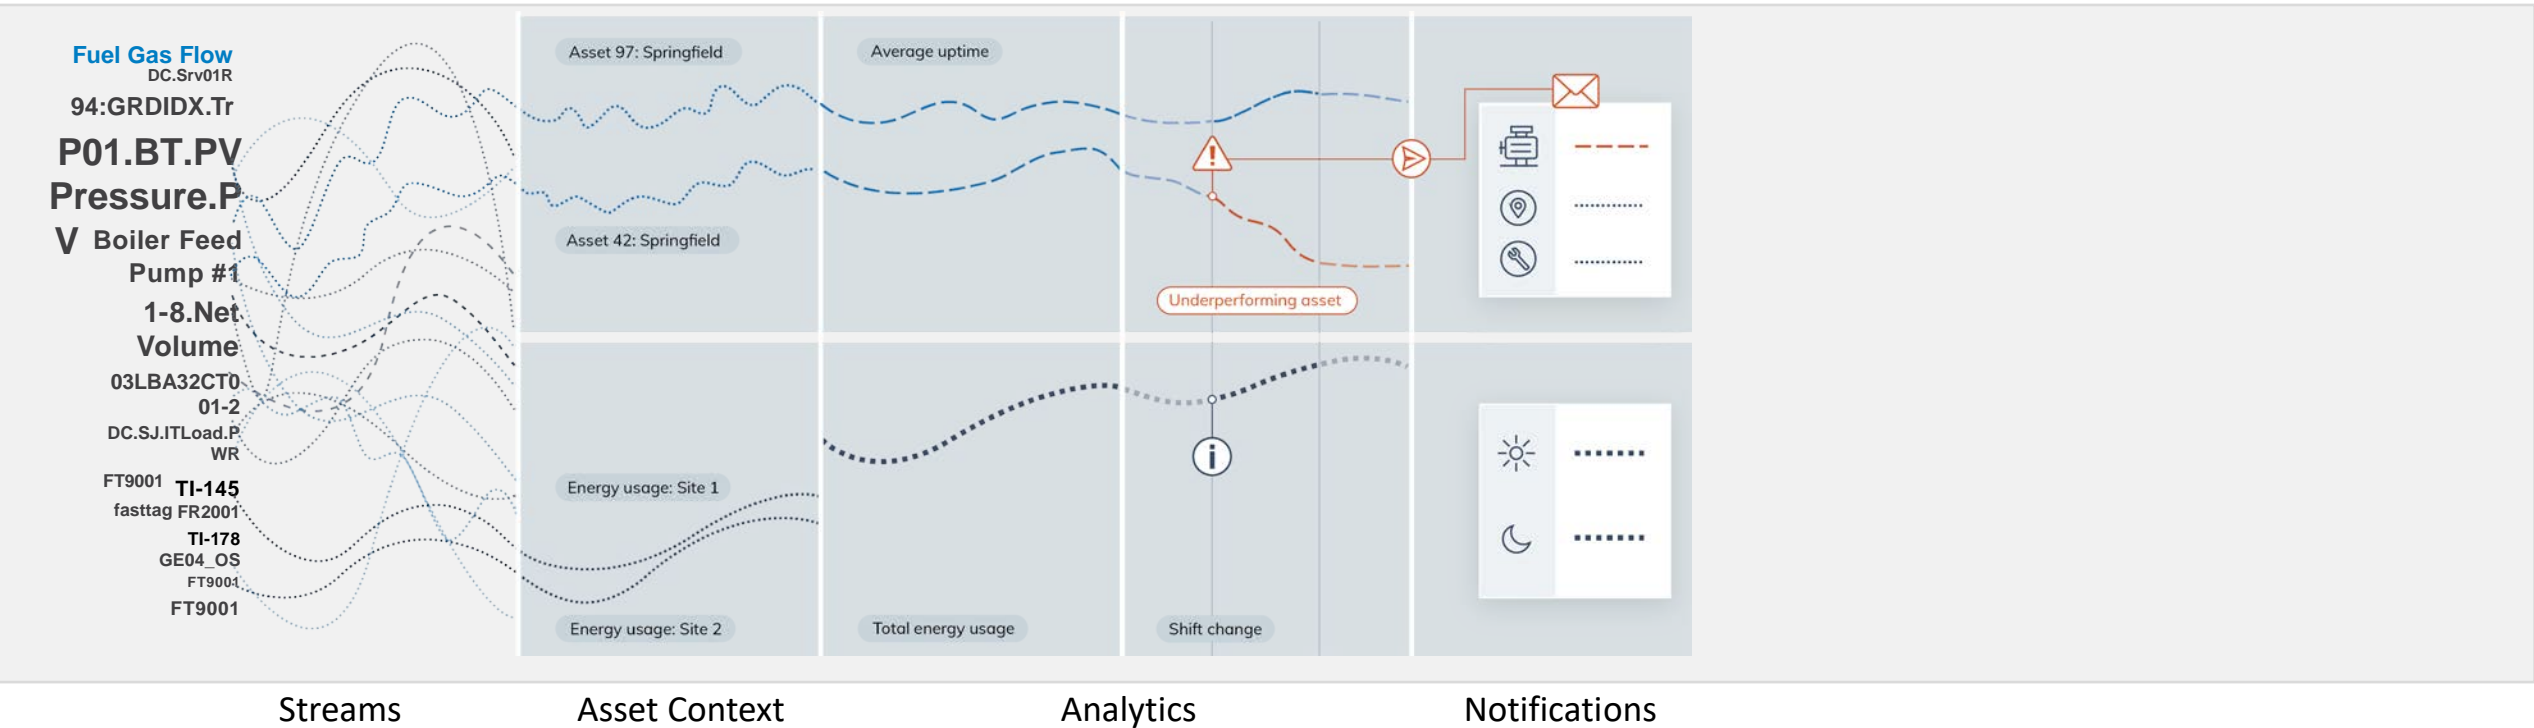 Fuel Gas Flow
DC.Srv01R
94:GRDIDX.Tr
P01.BT.PV
Pressure.P
V Boiler Feed
Pump #1
1-8.Net
Volume
03LBA32CT0
01-2
DC.SJ.ITLoad.P
WR
FT9001 TI-145
fasttag FR2001
TI-178
GE04_OS
FT9001
FT9001
Asset 97: Springfield
Asset 42: Springfield
Average uptime
Underperforming asset
Energy usage: Site 1
Energy usage: Site 2
Total energy usage
Shift change
Streams
Asset Context
Analytics
Notifications